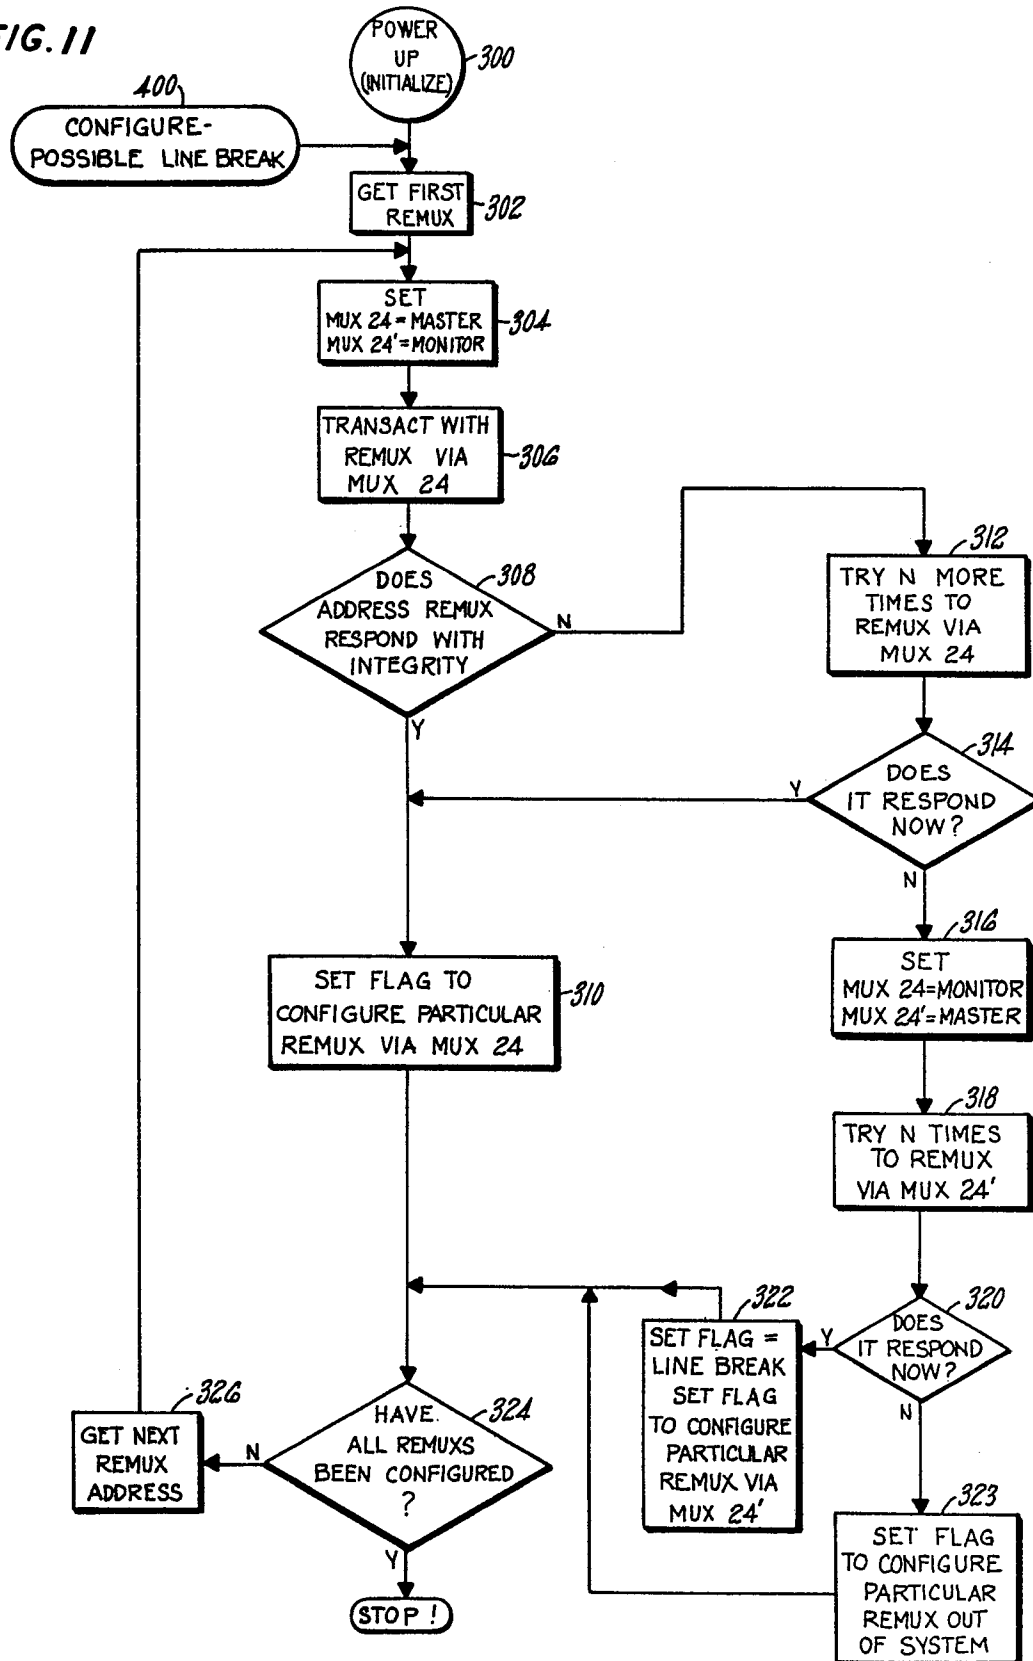 FIG. 11
POWER
UP
(INITIALIZE)
300
400
CONFIGURE-
POSSIBLE LINE BREAK
GET FIRST
REMUX
302
SET
MUX 24=MASTER
MUX 24'=MONITOR
304
TRANSACT WITH
REMUX VIA
MUX 24
306
DOES
ADDRESS REMUX
RESPOND WITH
INTEGRITY
308
N
Y
312
TRY N MORE
TIMES TO
REMUX VIA
MUX 24
314
DOES
IT RESPOND
NOW?
Y
N
316
SET
MUX 24=MONITOR
MUX 24'=MASTER
SET FLAG TO
CONFIGURE PARTICULAR
REMUX VIA MUX 24
310
318
TRY N TIMES
TO REMUX
VIA MUX 24'
320
DOES
IT RESPOND
NOW?
Y
N
322
SET FLAG =
LINE BREAK
SET FLAG
TO CONFIGURE
PARTICULAR
REMUX VIA
MUX 24'
323
SET FLAG
TO CONFIGURE
PARTICULAR
REMUX OUT
OF SYSTEM
324
HAVE.
ALL REMUXS
BEEN CONFIGURED
?
N
Y
326
GET NEXT
REMUX
ADDRESS
STOP !